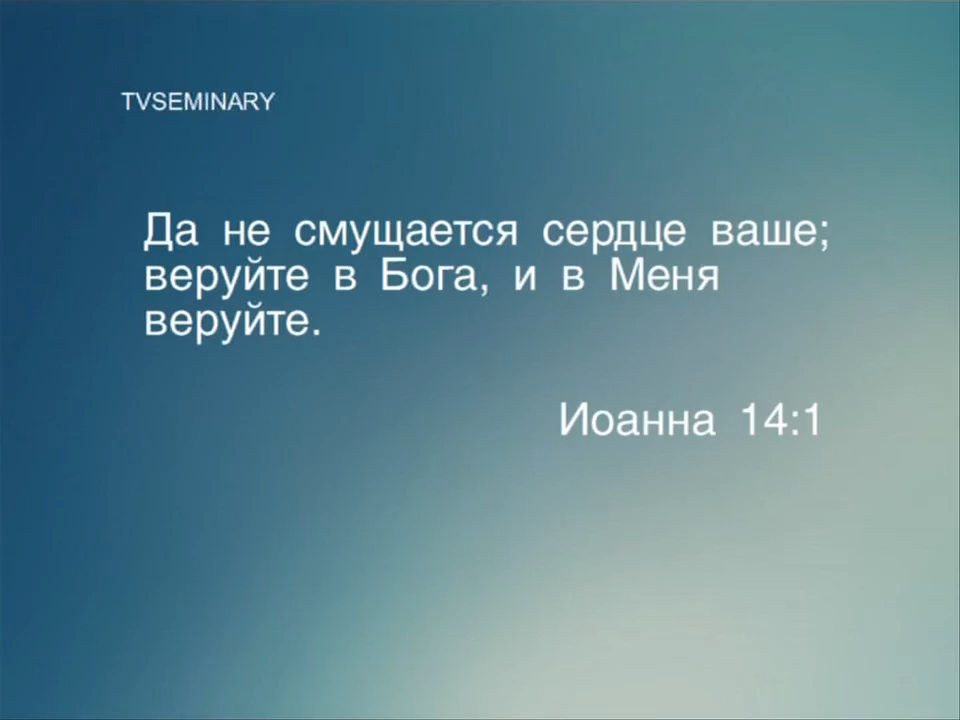 TVSEMINARY
Да не смущается сердце ваше;
веруйте в Бога, и в Меня
веруйте.
Иоанна 14:1